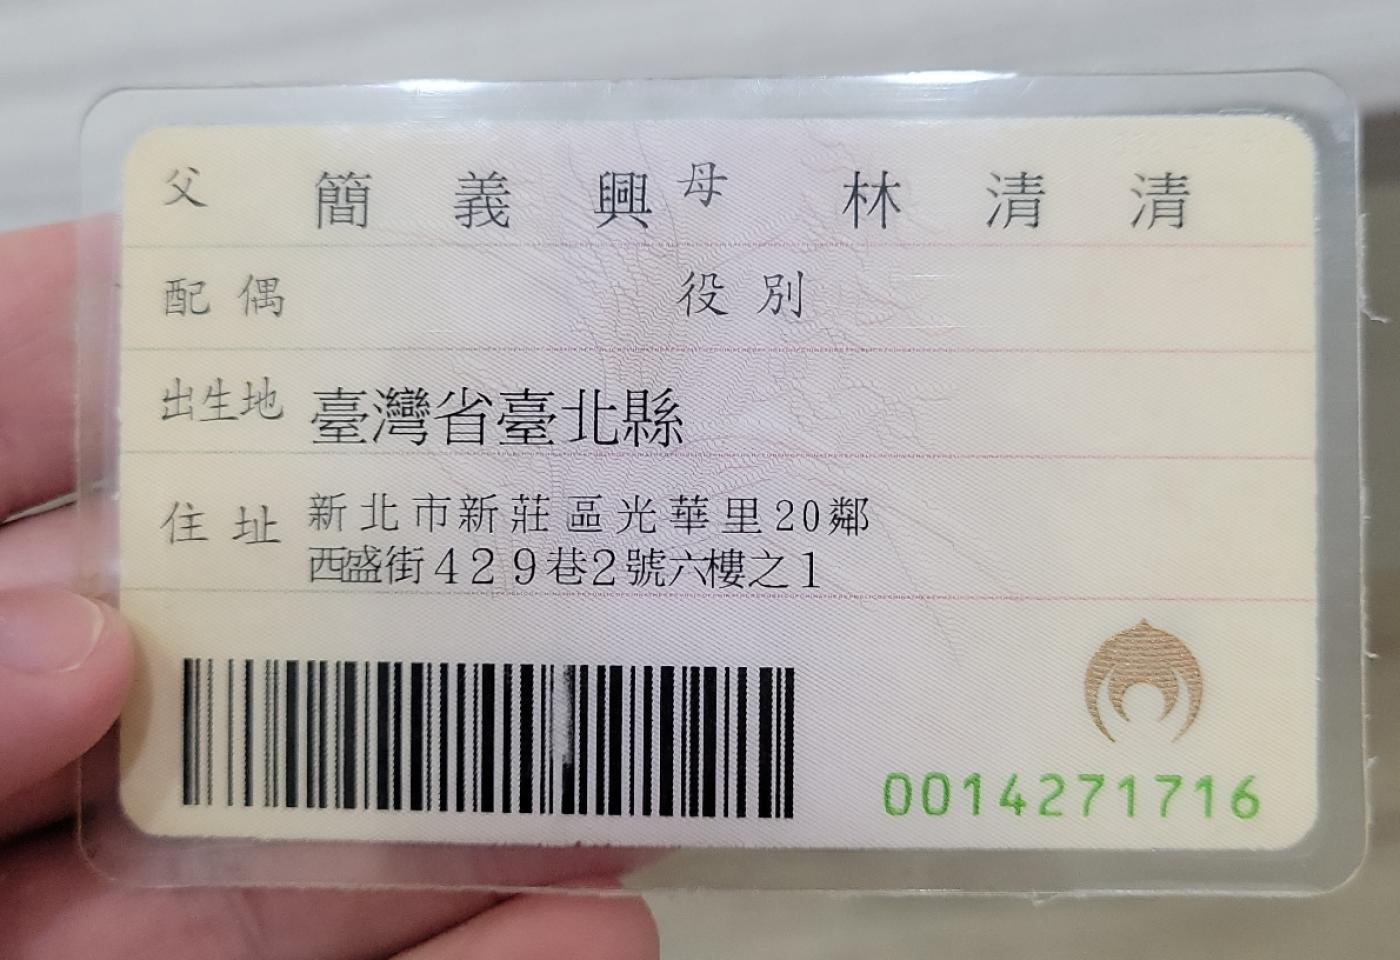 父 簡義興 母 林清清
配偶 役別
出生地 臺灣省臺北縣
住址 新北市新莊區光華里20鄰
西盛街429巷2號六樓之1
0014271716